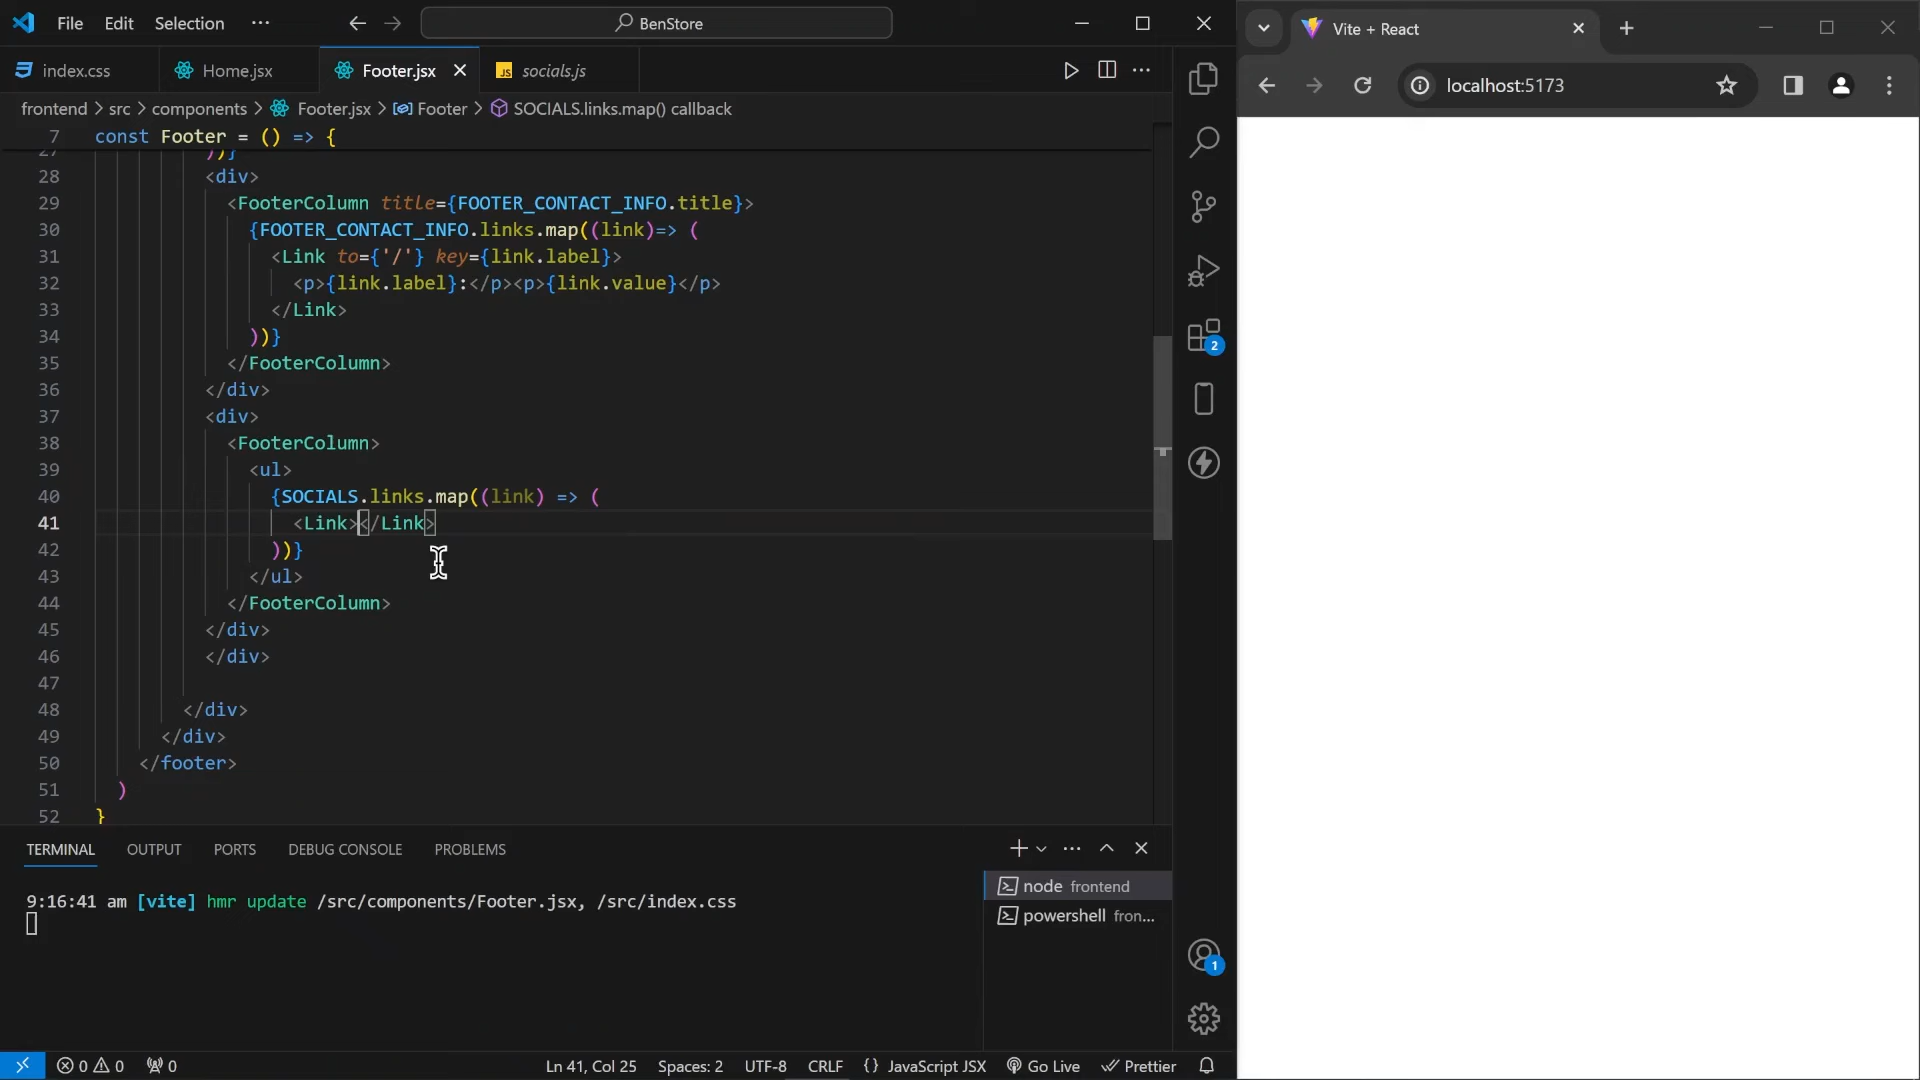 File Edit Selection ···
BenStore
index.css Home.jsx Footer.jsx socials.js
frontend > src > components > Footer.jsx > Footer > SOCIALS.links.map() callback
7 const Footer = () => {
27 ))}
28 <div>
29 <FooterColumn title={FOOTER_CONTACT_INFO.title}>
30 {FOOTER_CONTACT_INFO.links.map((link)=> (
31 <Link to={'/'} key={link.label}>
32 <p>{link.label}:</p><p>{link.value}</p>
33 </Link>
34 ))}
35 </FooterColumn>
36 </div>
37 <div>
38 <FooterColumn>
39 <ul>
40 {SOCIALS.links.map((link) => (
41 <Link></Link>
42 ))}
43 </ul>
44 </FooterColumn>
45 </div>
46 </div>
47
48 </div>
49 </div>
50 </footer>
51 )
52 }
TERMINAL OUTPUT PORTS DEBUG CONSOLE PROBLEMS
9:16:41 am [vite] hmr update /src/components/Footer.jsx, /src/index.css
node frontend
powershell fron...
2
1
0 0 0 Ln 41, Col 25 Spaces: 2 UTF-8 CRLF {} JavaScript JSX Go Live Prettier
Vite + React
localhost:5173